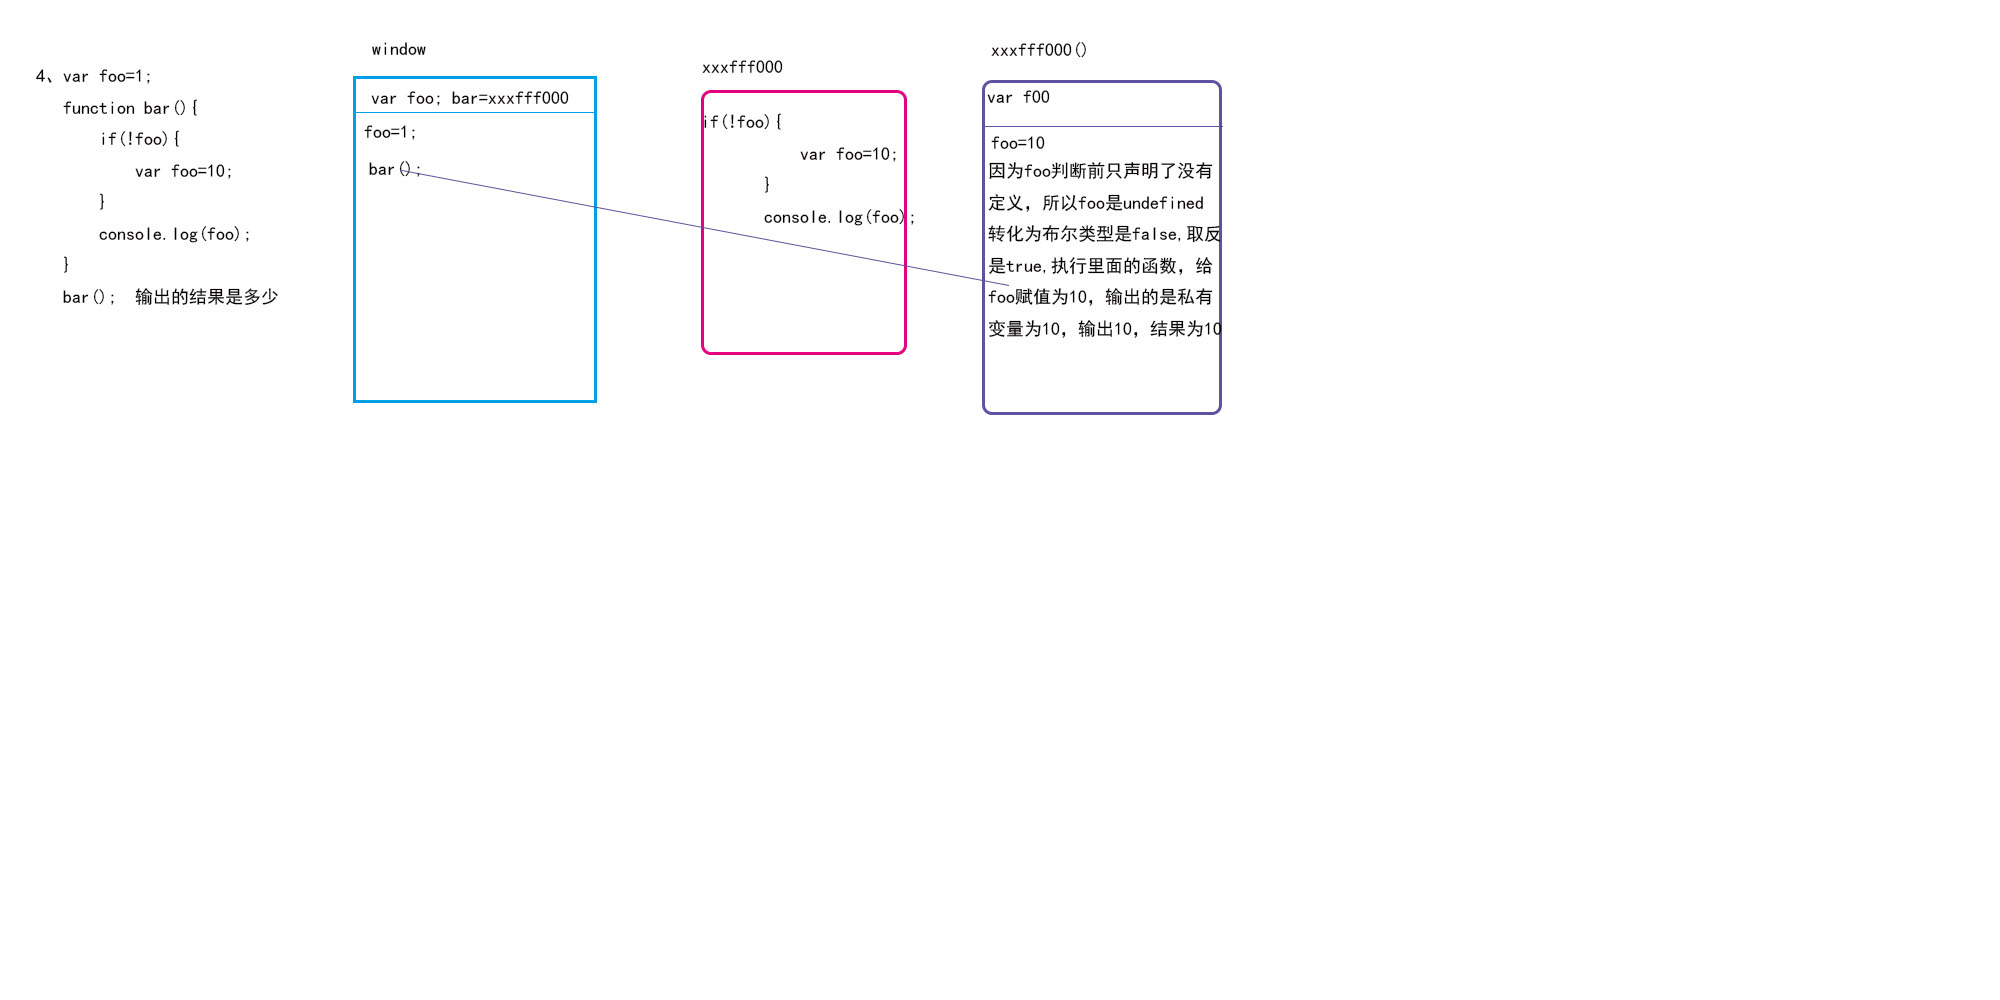 4、var foo=1;
function bar(){
if(!foo){
var foo=10;
}
console.log(foo);
}
bar(); 输出的结果是多少
window
var foo; bar=xxxfff000
foo=1;
bar();
xxxfff000
if(!foo){
var foo=10;
}
console.log(foo);
xxxfff000()
var f00
foo=10
因为foo判断前只声明了没有
定义，所以foo是undefined
转化为布尔类型是false,取反
是true,执行里面的函数，给
foo赋值为10，输出的是私有
变量为10，输出10，结果为10